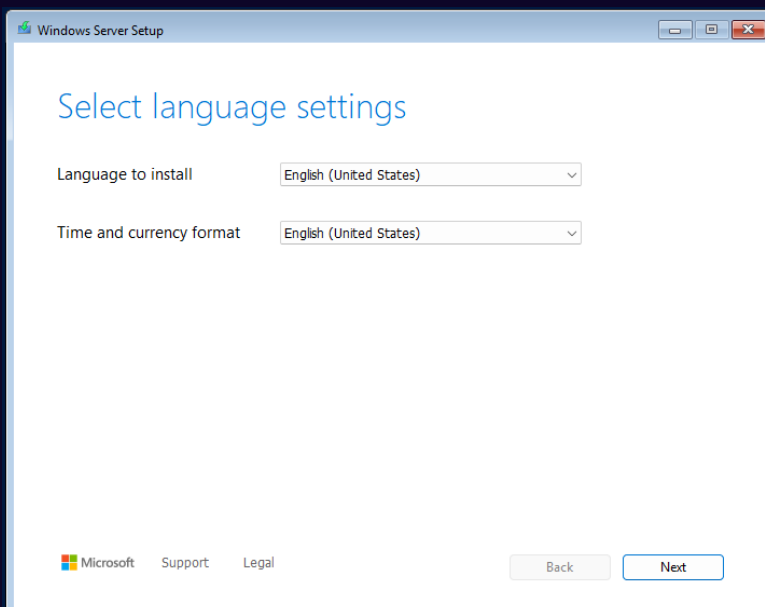 Windows Server Setup
Select language settings
Language to install English (United States)
Time and currency format English (United States)
Microsoft Support Legal Back Next